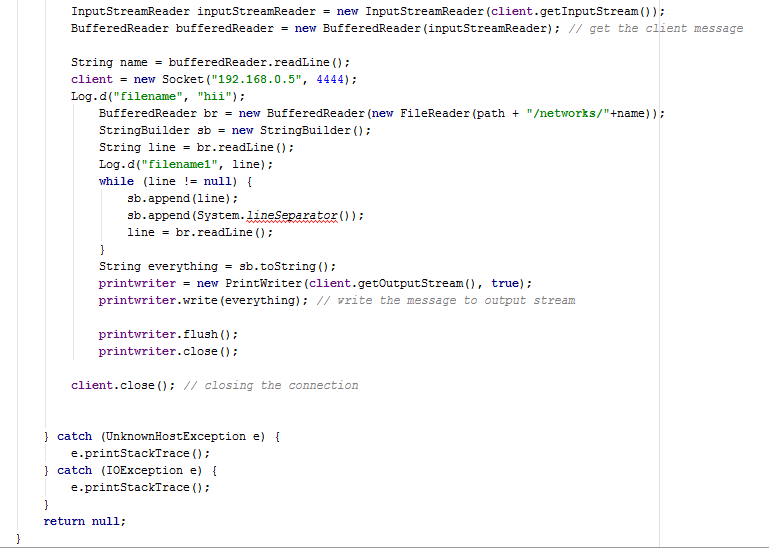 InputStreamReader inputStreamReader = new InputStreamReader(client.getInputStream());
BufferedReader bufferedReader = new BufferedReader(inputStreamReader); // get the client message
String name = bufferedReader.readLine();
client = new Socket("192.168.0.5", 4444);
Log.d("filename", "hii");
BufferedReader br = new BufferedReader(new FileReader(path + "/networks/"+name));
StringBuilder sb = new StringBuilder();
String line = br.readLine();
Log.d("filename1", line);
while (line != null) {
sb.append(line);
sb.append(System.lineSeparator());
line = br.readLine();
}
String everything = sb.toString();
printwriter = new PrintWriter(client.getOutputStream(), true);
printwriter.write(everything); // write the message to output stream
printwriter.flush();
printwriter.close();
client.close(); // closing the connection
} catch (UnknownHostException e) {
e.printStackTrace();
} catch (IOException e) {
e.printStackTrace();
}
return null;
}